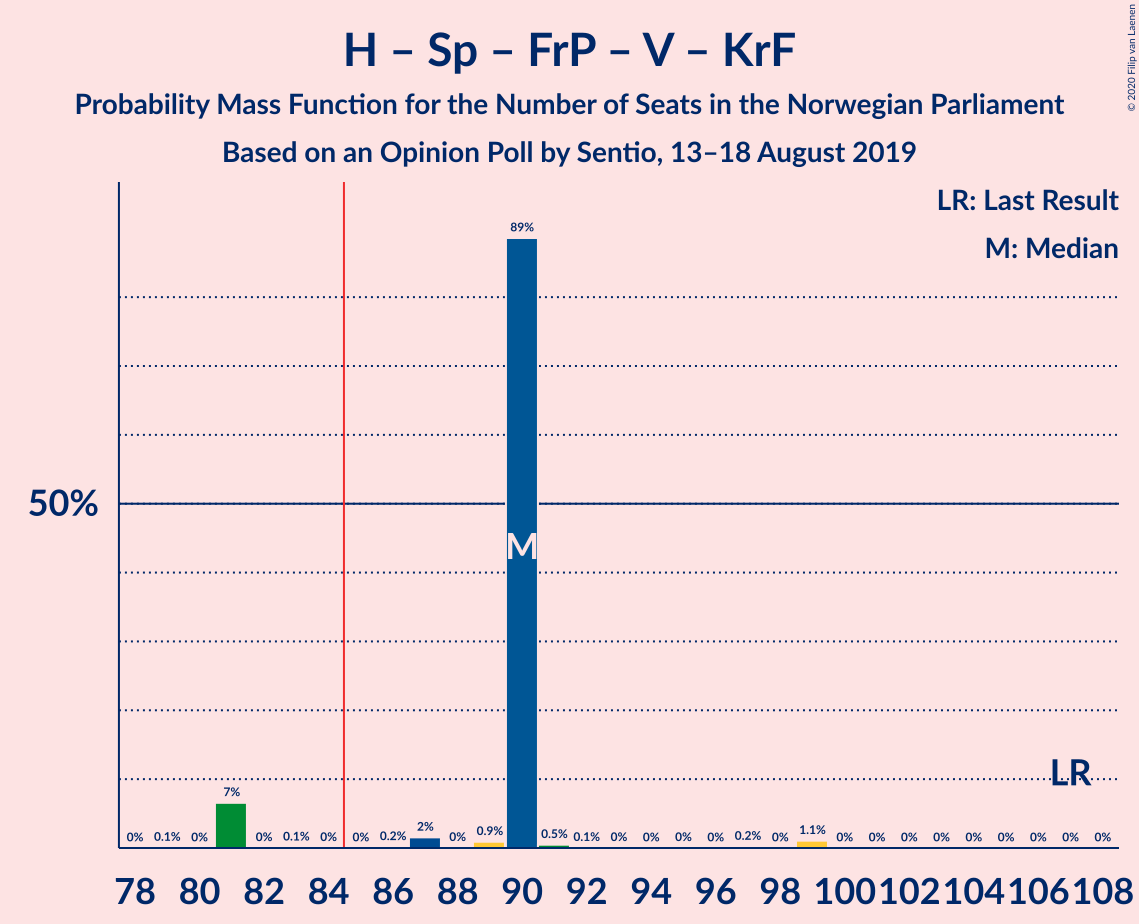 H – Sp – FrP – V – KrF
Probability Mass Function for the Number of Seats in the Norwegian Parliament
Based on an Opinion Poll by Sentio, 13–18 August 2019
© 2020 Filip van Laenen
LR: Last Result
M: Median
89%
50%
M
LR
0% 0.1% 0% 7% 0% 0.1% 0% 0% 0.2% 2% 0% 0.9% 0.5% 0.1% 0% 0% 0% 0% 0.2% 0% 1.1% 0% 0% 0% 0% 0% 0% 0% 0% 0%
78 80 82 84 86 88 90 92 94 96 98 100 102 104 106 108